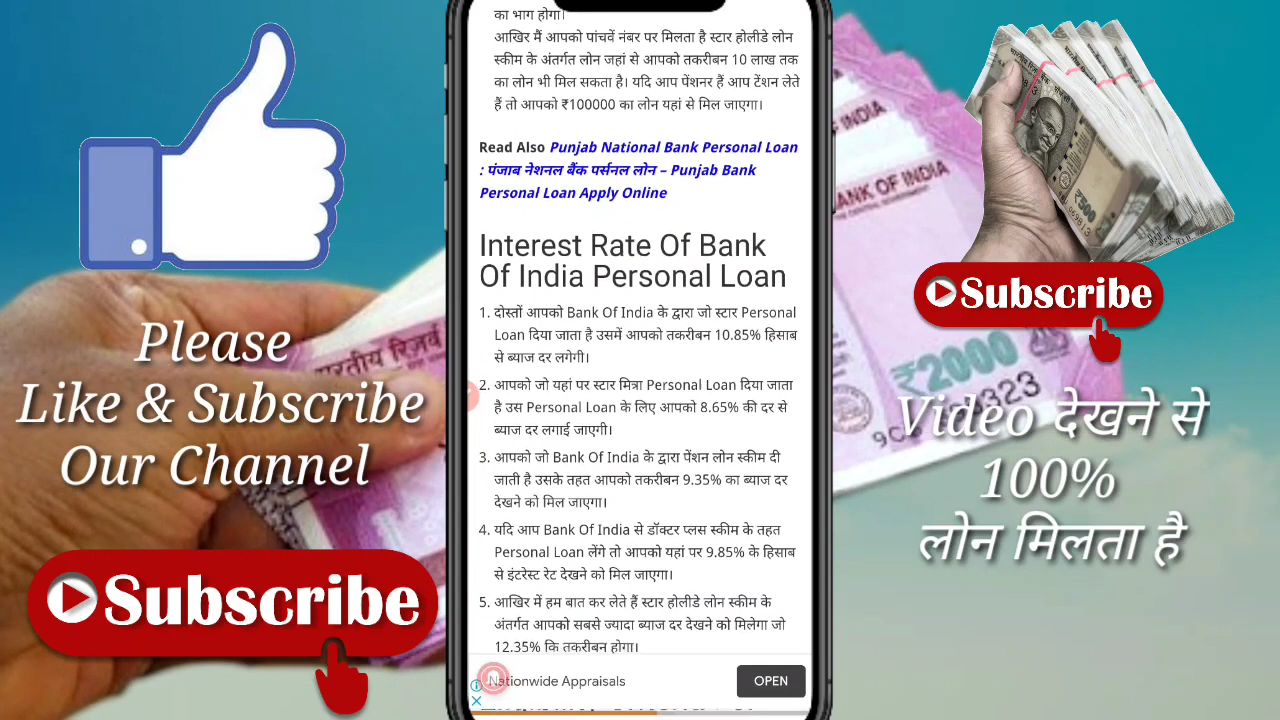 का भाग होगा।
आखिर मैं आपको पांचवें नंबर पर मिलता है स्टार होलीडे लोन
स्कीम के अंतर्गत लोन जहां से आपको तकरीबन 10 लाख तक
का लोन भी मिल सकता है। यदि आप पेंशनर हैं आप टेंशन लेते
हैं तो आपको ₹100000 का लोन यहां से मिल जाएगा।
Read Also Punjab National Bank Personal Loan
: पंजाब नेशनल बैंक पर्सनल लोन – Punjab Bank
Personal Loan Apply Online
Interest Rate Of Bank
Of India Personal Loan
1. दोस्तों आपको Bank Of India के द्वारा जो स्टार Personal
Loan दिया जाता है उसमें आपको तकरीबन 10.85% हिसाब
से ब्याज दर लगेगी।
2. आपको जो यहां पर स्टार मित्रा Personal Loan दिया जाता
है उस Personal Loan के लिए आपको 8.65% की दर से
ब्याज दर लगाई जाएगी।
3. आपको जो Bank Of India के द्वारा पेंशन लोन स्कीम दी
जाती है उसके तहत आपको तकरीबन 9.35% का ब्याज दर
देखने को मिल जाएगा।
4. यदि आप Bank Of India से डॉक्टर प्लस स्कीम के तहत
Personal Loan लेंगे तो आपको यहां पर 9.85% के हिसाब
से इंटरेस्ट रेट देखने को मिल जाएगा।
5. आखिर में हम बात कर लेते हैं स्टार होलीडे लोन स्कीम के
अंतर्गत आपको सबसे ज्यादा ब्याज दर देखने को मिलेगा जो
12.35% कि तकरीबन होगा।
Nationwide Appraisals
OPEN
Please
Like & Subscribe
Our Channel
Subscribe
Subscribe
Video देखने से
100%
लोन मिलता है
भारतीय रिज़र्व
INDIA
BANK OF INDIA
₹2000
₹500